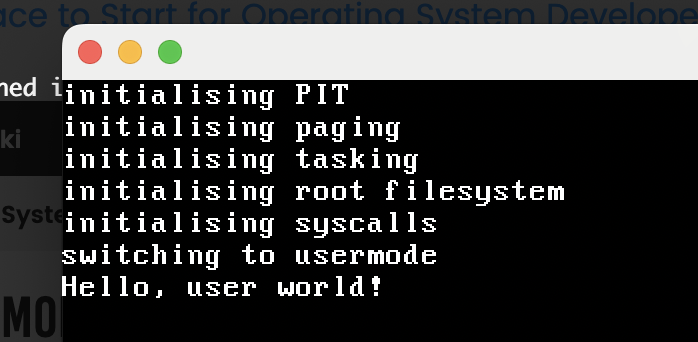 ace to Start for Operating System Develope
ned i
ki
Syste
MO
initialising PIT
initialising paging
initialising tasking
initialising root filesystem
initialising syscalls
switching to usermode
Hello, user world!